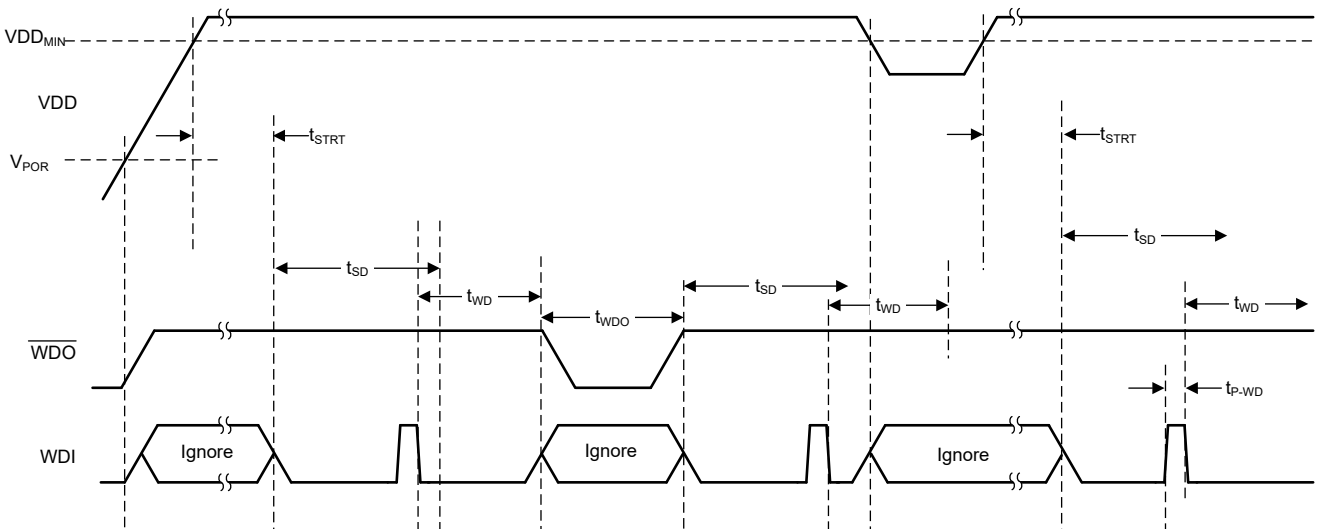 VDD_MIN
VDD
t_STRT
t_STRT
V_POR
t_SD
t_SD
t_WD
t_SD
t_WD
t_WD
t_WDO
WDO
t_P-WD
WDI
Ignore
Ignore
Ignore